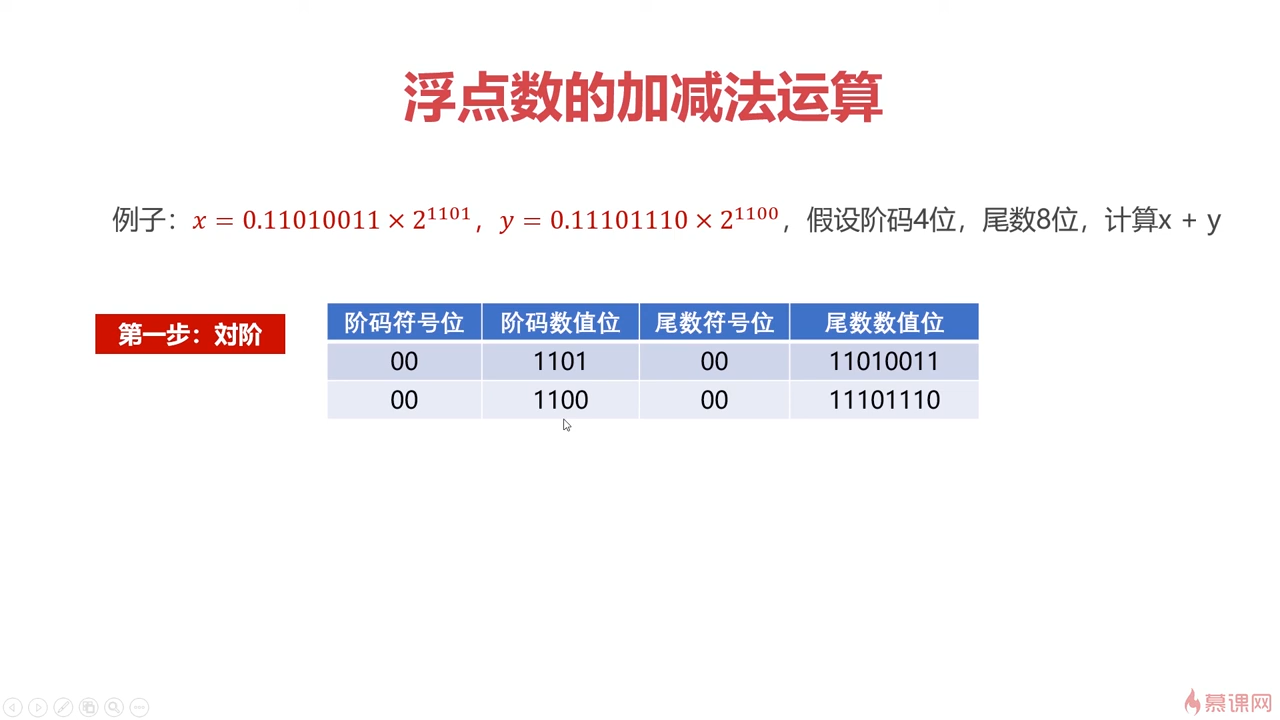 浮点数的加减法运算
例子：x = 0.11010011 × 2^1101，y = 0.11101110 × 2^1100，假设阶码4位，尾数8位，计算x + y
第一步：对阶
阶码符号位 阶码数值位 尾数符号位 尾数数值位
00 1101 00 11010011
00 1100 00 11101110
慕课网